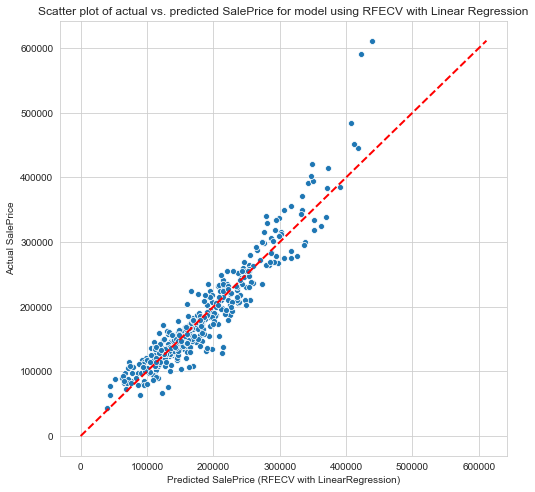 Scatter plot of actual vs. predicted SalePrice for model using RFECV with Linear Regression
600000
500000
400000
300000
200000
100000
0
Actual SalePrice
0 100000 200000 300000 400000 500000 600000
Predicted SalePrice (RFECV with LinearRegression)